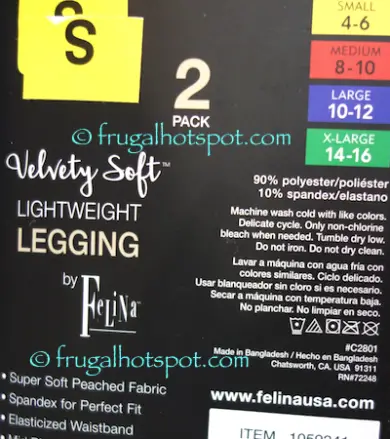 S
S
SMALL
4-6
MEDIUM
8-10
LARGE
10-12
X-LARGE
14-16
2
PACK
© frugalhotspot.com
Velvety Soft™
LIGHTWEIGHT
LEGGING
by
FeLiNa™
90% polyester/poliéster
10% spandex/elastano
Machine wash cold with like colors.
Delicate cycle. Only non-chlorine
bleach when needed. Tumble dry low.
Do not iron. Do not dry clean.
Lavar a máquina con agua fría con
colores similares. Ciclo delicado.
Usar blanqueador sin cloro si es necesario.
Secar a máquina con temperatura baja.
No planchar. No limpiar en seco.
#C2801
Made in Bangladesh / Hecho en Bangladesh
Chatsworth, CA. USA 91311
RN#72248
© frugalhotspot.com
www.felinausa.com
• Super Soft Peached Fabric
• Spandex for Perfect Fit
• Elasticized Waistband
ITEM